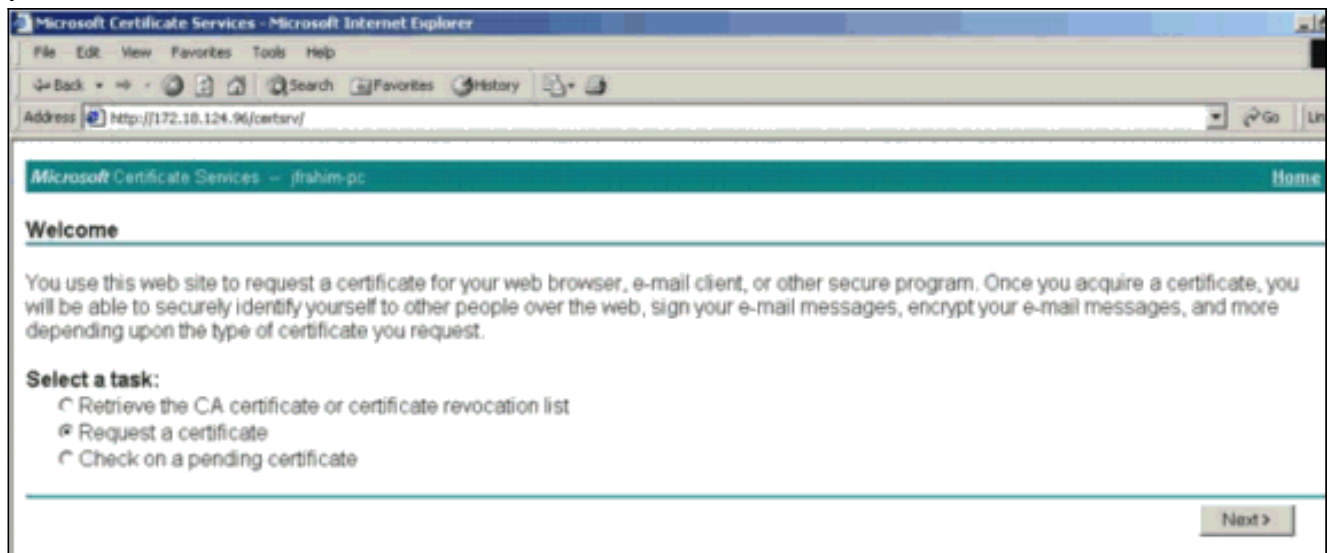 Microsoft Certificate Services - Microsoft Internet Explorer
File Edit View Favorites Tools Help
Back Search Favorites History
Address http://172.18.124.96/certsrv/ Go
Microsoft Certificate Services -- jfrahim-pc Home
Welcome
You use this web site to request a certificate for your web browser, e-mail client, or other secure program. Once you acquire a certificate, you
will be able to securely identify yourself to other people over the web, sign your e-mail messages, encrypt your e-mail messages, and more
depending upon the type of certificate you request.
Select a task:
Retrieve the CA certificate or certificate revocation list
Request a certificate
Check on a pending certificate
Next >